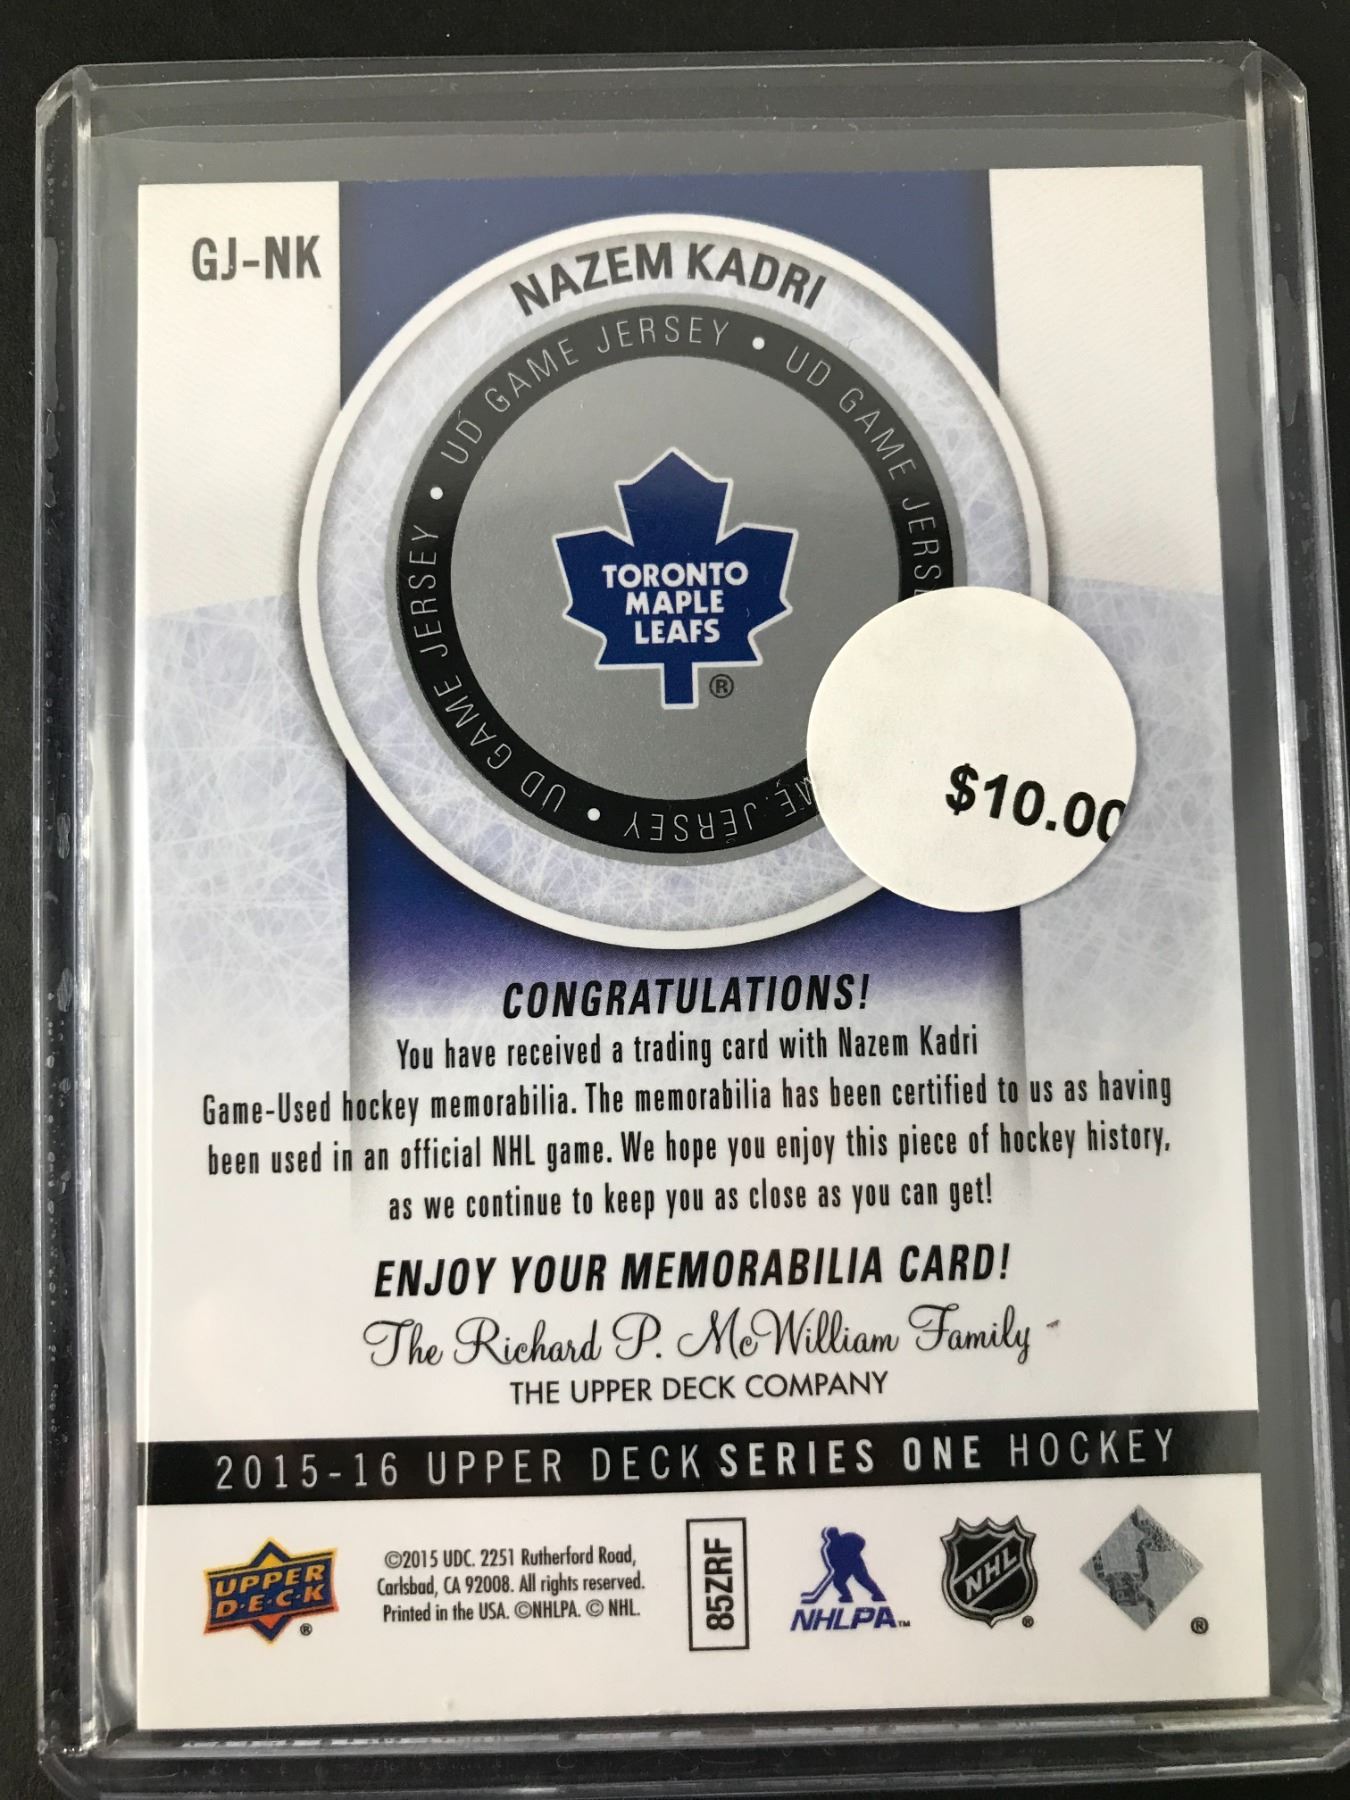 GJ-NK
NAZEM KADRI
UD GAME JERSEY • UD GAME JERSEY • UD GAME JERSEY •
TORONTO
MAPLE
LEAFS
®
$10.00
CONGRATULATIONS!
You have received a trading card with Nazem Kadri
Game-Used hockey memorabilia. The memorabilia has been certified to us as having
been used in an official NHL game. We hope you enjoy this piece of hockey history,
as we continue to keep you as close as you can get!
ENJOY YOUR MEMORABILIA CARD!
The Richard P. McWilliam Family
THE UPPER DECK COMPANY
2015-16 UPPER DECK SERIES ONE HOCKEY
UPPER
D·E·C·K
®
©2015 UDC. 2251 Rutherford Road,
Carlsbad, CA 92008. All rights reserved.
Printed in the USA. ©NHLPA. © NHL.
85ZRF
NHLPA™
NHL
®
®